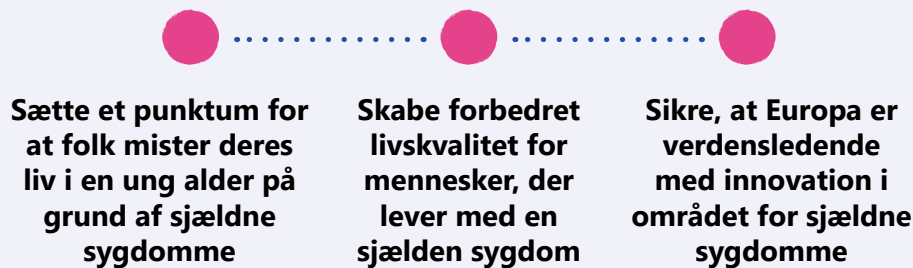 Sætte et punktum for
at folk mister deres
liv i en ung alder på
grund af sjældne
sygdomme
Skabe forbedret
livskvalitet for
mennesker, der
lever med en
sjælden sygdom
Sikre, at Europa er
verdensledende
med innovation i
området for sjældne
sygdomme